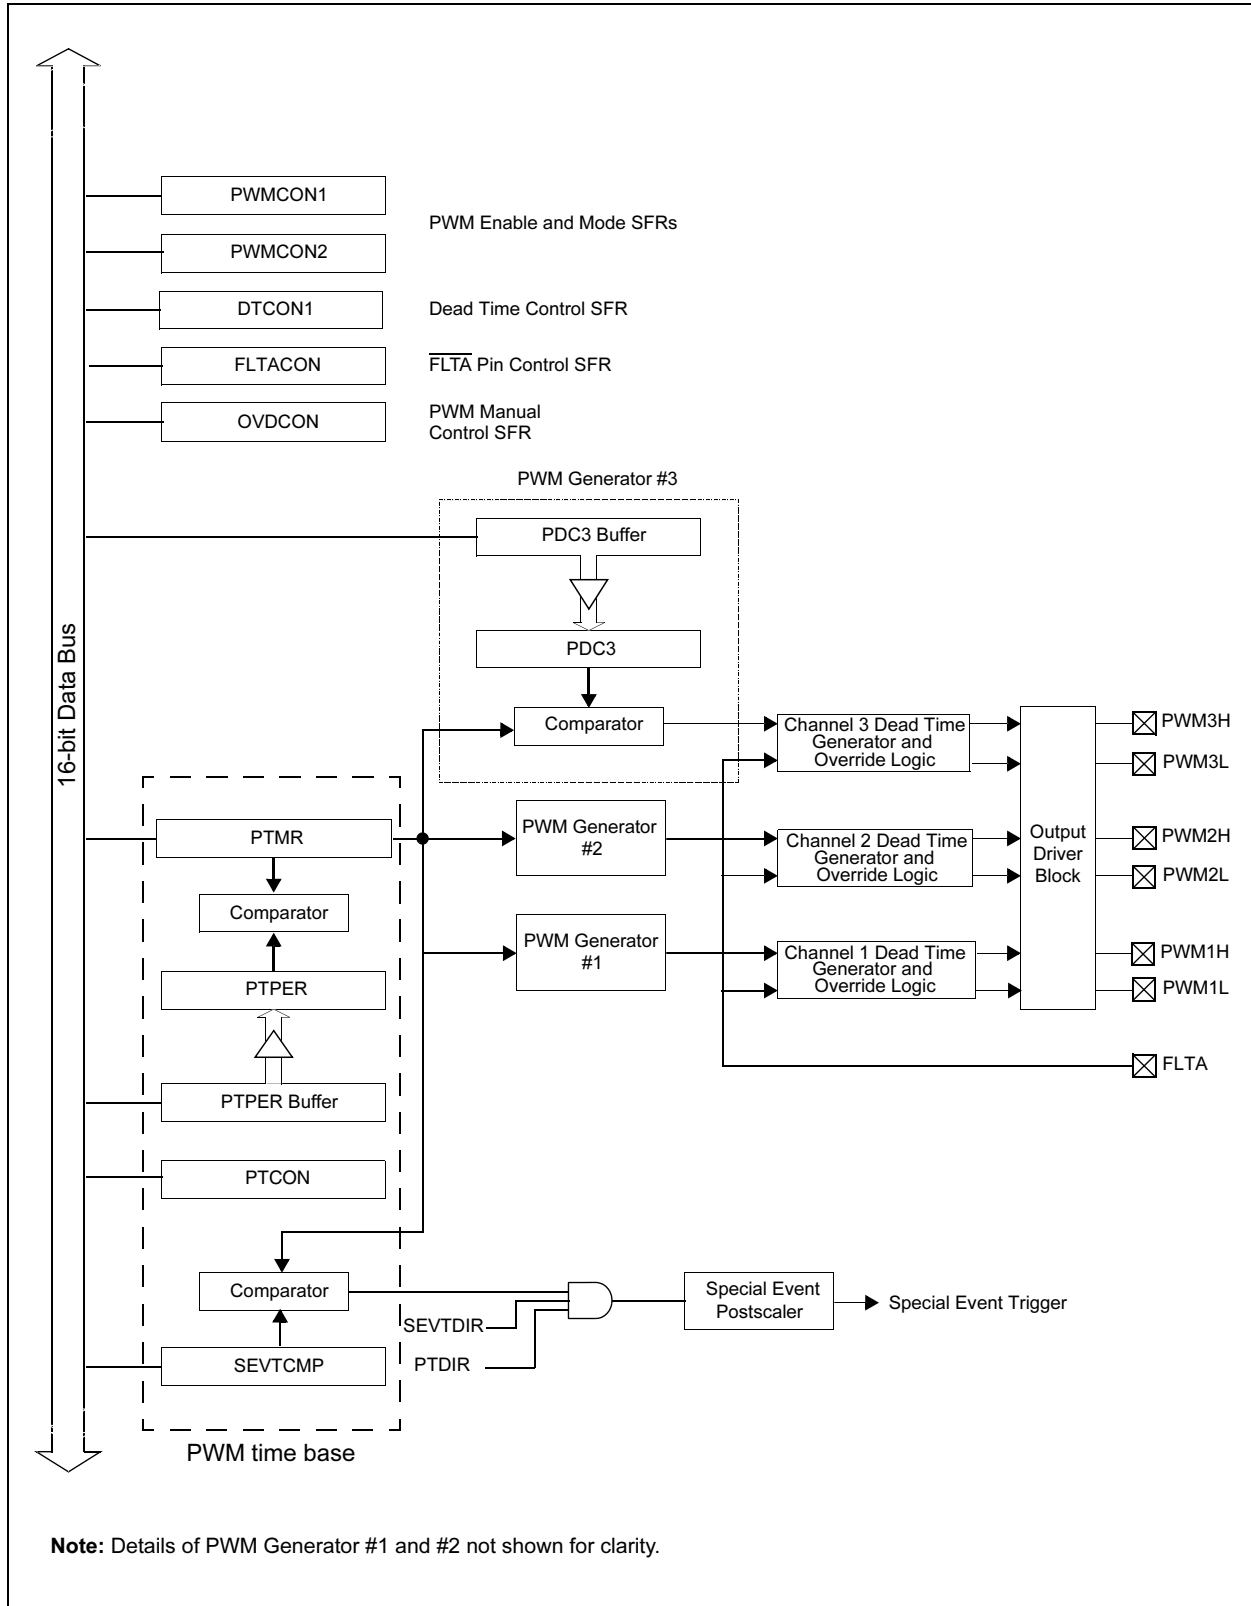 PWMCON1
PWM Enable and Mode SFRs
PWMCON2
DTCON1
Dead Time Control SFR
FLTACON
FLTA Pin Control SFR
OVDCON
PWM Manual
Control SFR
PWM Generator #3
PDC3 Buffer
PDC3
Comparator
16-bit Data Bus
Channel 3 Dead Time
Generator and
Override Logic
PWM3H
PWM3L
PTMR
PWM Generator
#2
Channel 2 Dead Time
Generator and
Override Logic
Output
Driver
Block
PWM2H
PWM2L
Comparator
PWM Generator
#1
Channel 1 Dead Time
Generator and
Override Logic
PWM1H
PWM1L
PTPER
FLTA
PTPER Buffer
PTCON
Comparator
Special Event
Postscaler
Special Event Trigger
SEVTDIR
SEVTCMP
PTDIR
PWM time base
Note: Details of PWM Generator #1 and #2 not shown for clarity.